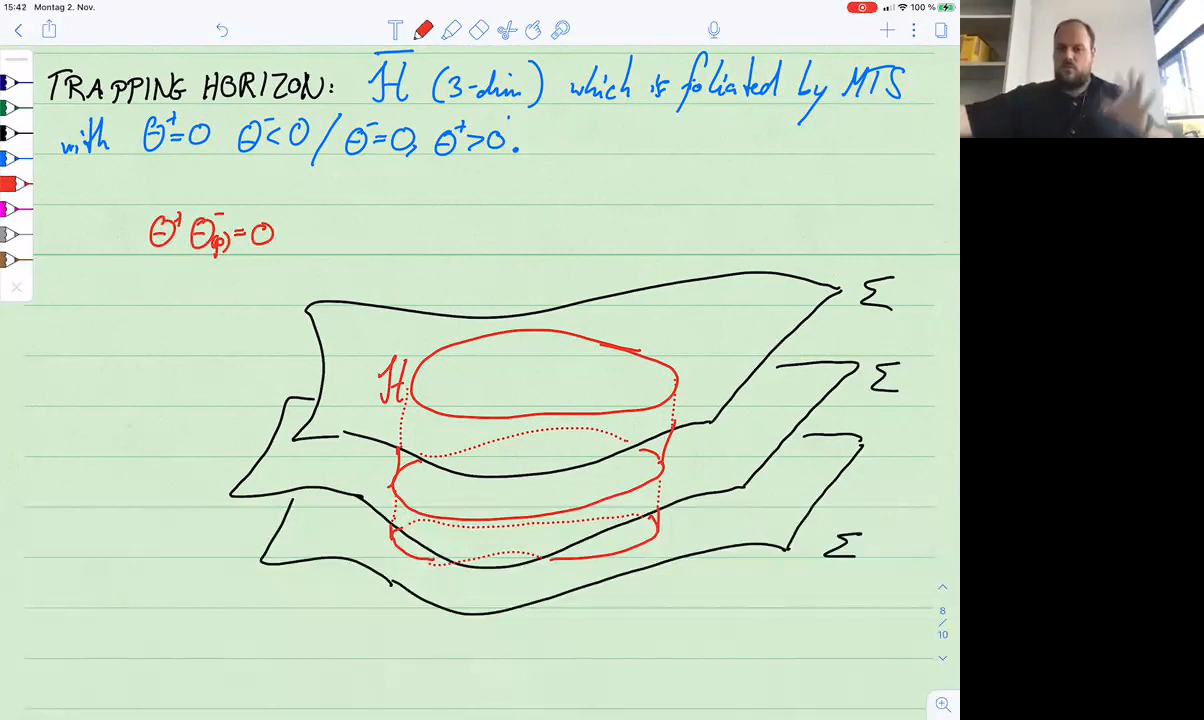 15:42 Montag 2. Nov.
100 %
TRAPPING HORIZON: H̅ (3-dim) which is foliated by MTS
with Θ⁺=0 Θ⁻<0 / Θ⁻=0, Θ⁺>0.
Θ⁺ Θ⁻(p) = 0
Σ
H
Σ
Σ
8
/
10